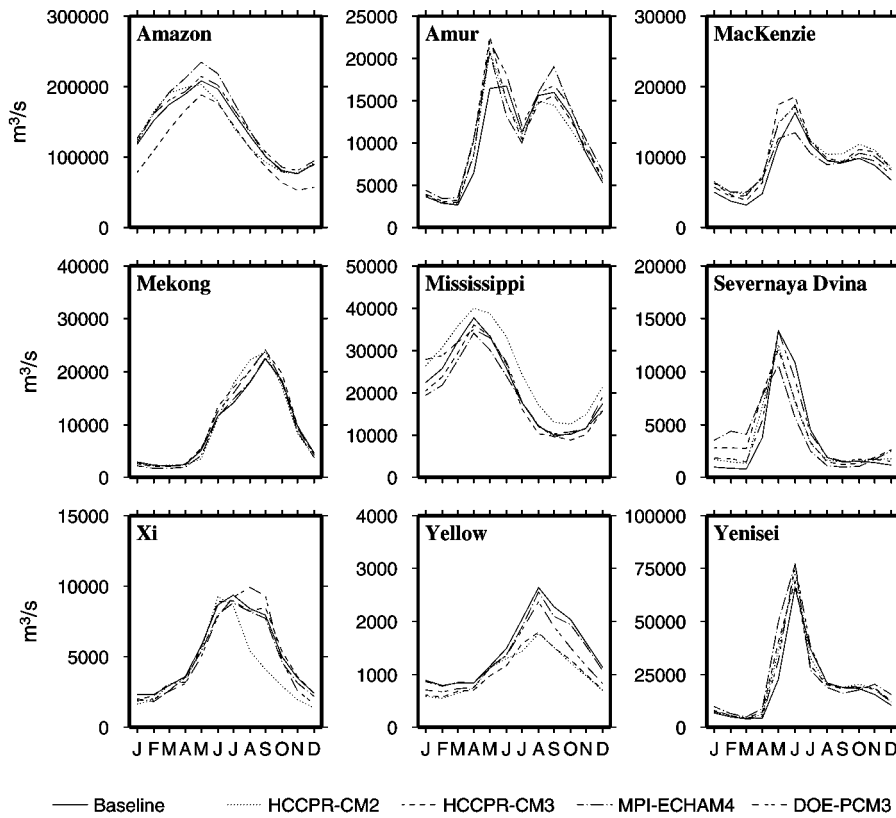 300000
200000
100000
0
m³/s
Amazon
25000
20000
15000
10000
5000
0
Amur
30000
20000
10000
0
MacKenzie
40000
30000
20000
10000
0
m³/s
Mekong
50000
40000
30000
20000
10000
0
Mississippi
20000
15000
10000
5000
0
Severnaya Dvina
15000
10000
5000
0
m³/s
Xi
J F M A M J J A S O N D
4000
3000
2000
1000
0
Yellow
J F M A M J J A S O N D
100000
75000
50000
25000
0
Yenisei
J F M A M J J A S O N D
Baseline HCCPR-CM2 HCCPR-CM3 MPI-ECHAM4 DOE-PCM3